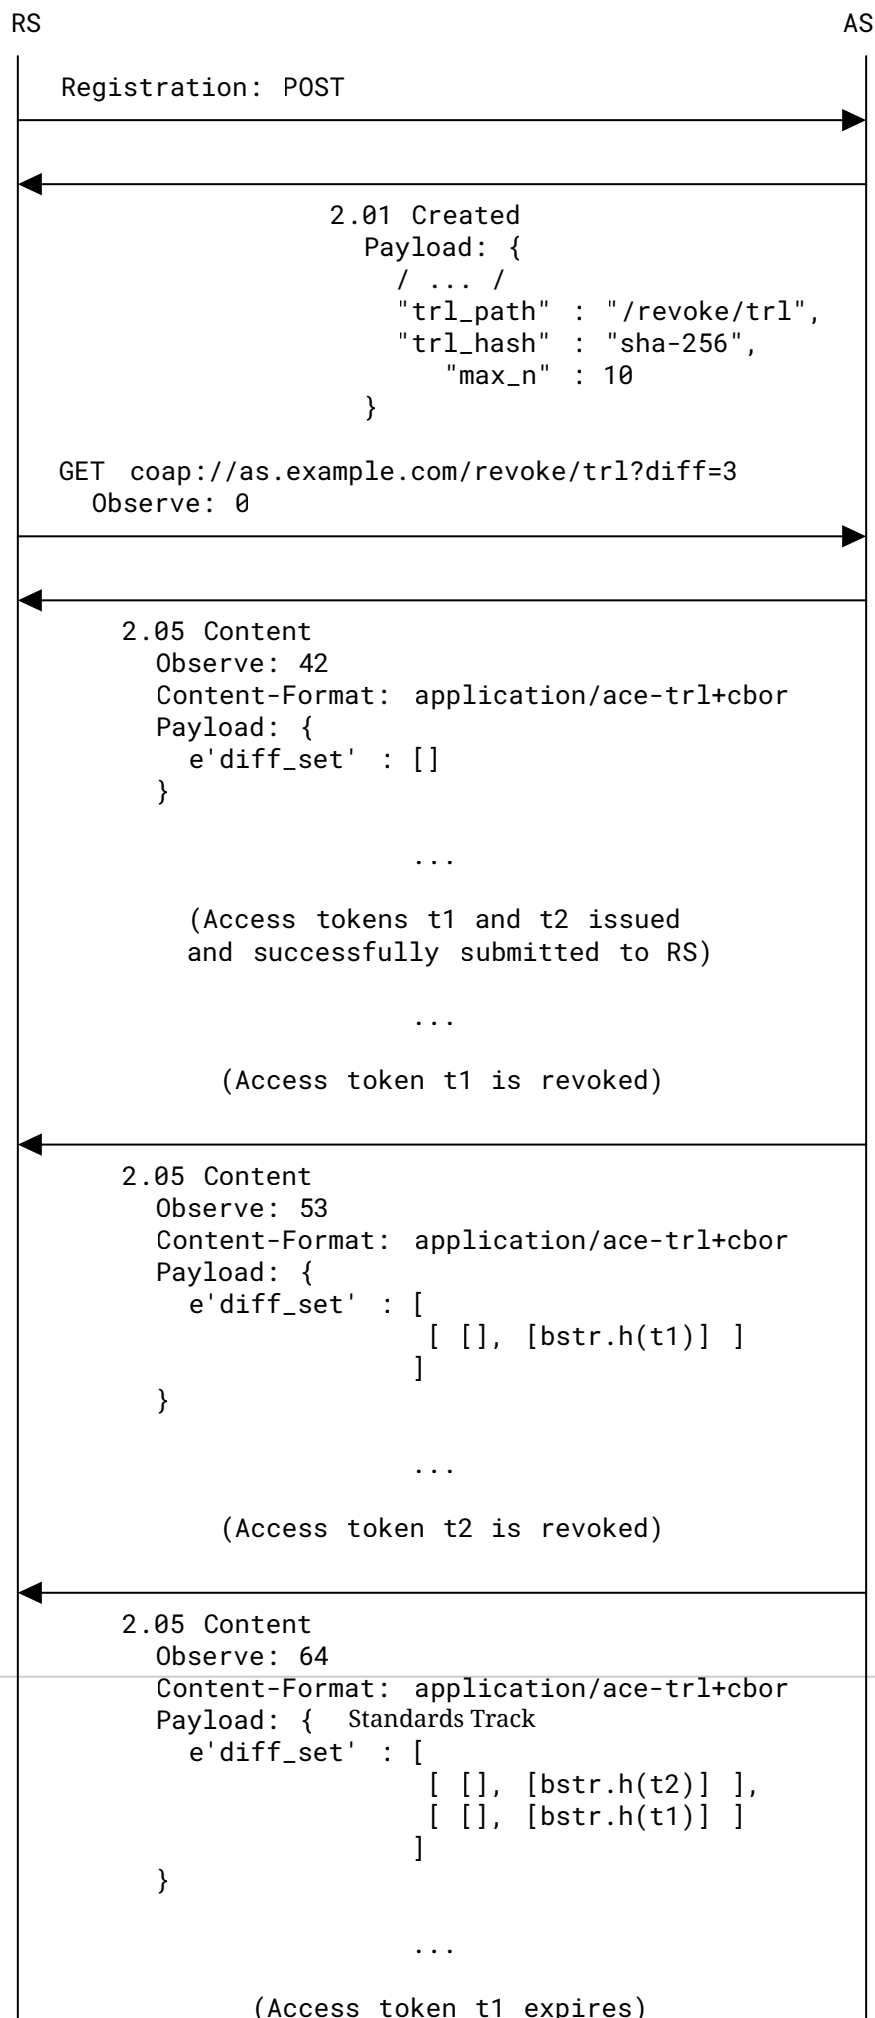 RS AS
Registration: POST
2.01 Created
Payload: {
/ ... /
"trl_path" : "/revoke/trl",
"trl_hash" : "sha-256",
"max_n" : 10
}
GET coap://as.example.com/revoke/trl?diff=3
Observe: 0
2.05 Content
Observe: 42
Content-Format: application/ace-trl+cbor
Payload: {
e'diff_set' : []
}
...
(Access tokens t1 and t2 issued
and successfully submitted to RS)
...
(Access token t1 is revoked)
2.05 Content
Observe: 53
Content-Format: application/ace-trl+cbor
Payload: {
e'diff_set' : [
[ [], [bstr.h(t1)] ]
]
}
...
(Access token t2 is revoked)
2.05 Content
Observe: 64
Content-Format: application/ace-trl+cbor
Payload: { Standards Track
e'diff_set' : [
[ [], [bstr.h(t2)] ],
[ [], [bstr.h(t1)] ]
]
}
...
(Access token t1 expires)